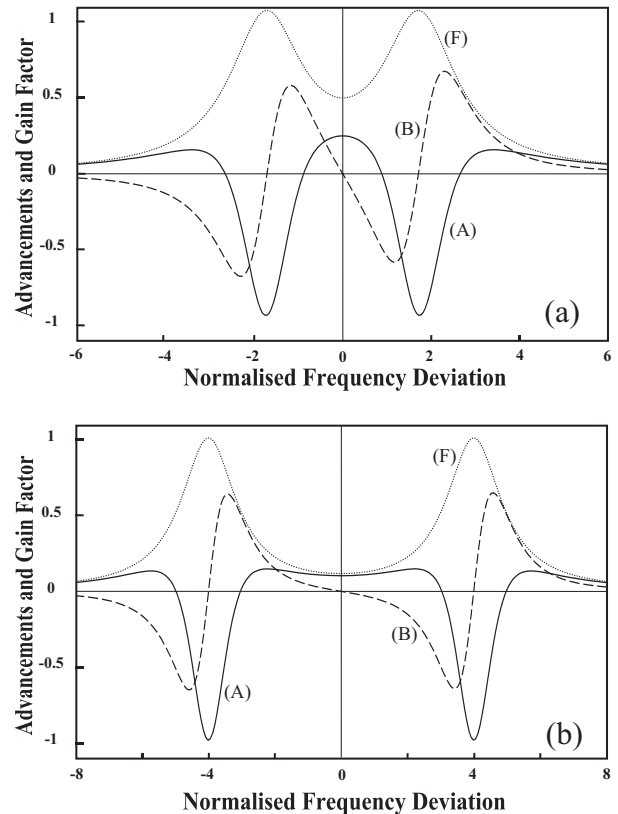 Advancements and Gain Factor
1
0.5
0
-0.5
-1
(F)
(B)
(A)
(a)
-6
-4
-2
0
2
4
6
Normalised Frequency Deviation
Advancements and Gain Factor
1
0.5
0
-0.5
-1
(F)
(B)
(A)
(b)
-8
-4
0
4
8
Normalised Frequency Deviation